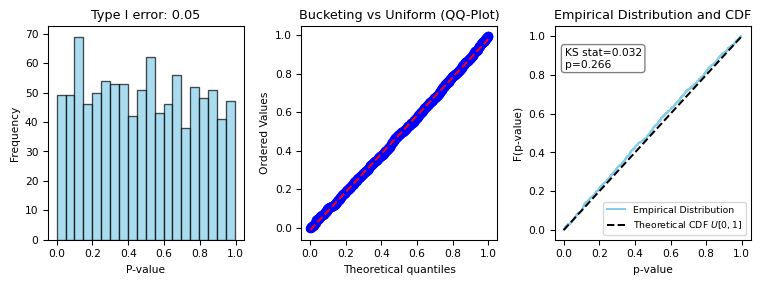 Type I error: 0.05
Frequency
70
60
50
40
30
20
10
0
0.0 0.2 0.4 0.6 0.8 1.0
P-value
Bucketing vs Uniform (QQ-Plot)
Ordered Values
1.0
0.8
0.6
0.4
0.2
0.0
0.0 0.2 0.4 0.6 0.8 1.0
Theoretical quantiles
Empirical Distribution and CDF
F(p-value)
1.0
0.8
0.6
0.4
0.2
0.0
KS stat=0.032
p=0.266
Empirical Distribution
Theoretical CDF U[0, 1]
0.0 0.2 0.4 0.6 0.8 1.0
p-value